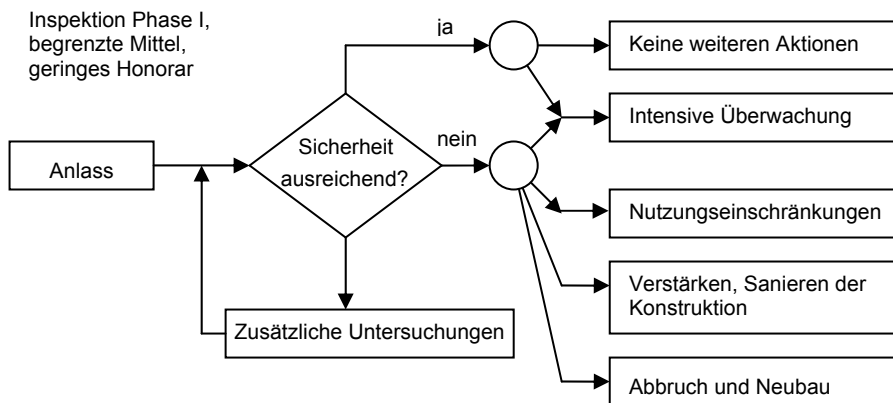 Inspektion Phase I,
begrenzte Mittel,
geringes Honorar
ja
Keine weiteren Aktionen
Intensive Überwachung
nein
Anlass
Sicherheit
ausreichend?
Nutzungseinschränkungen
Verstärken, Sanieren der
Konstruktion
Zusätzliche Untersuchungen
Abbruch und Neubau